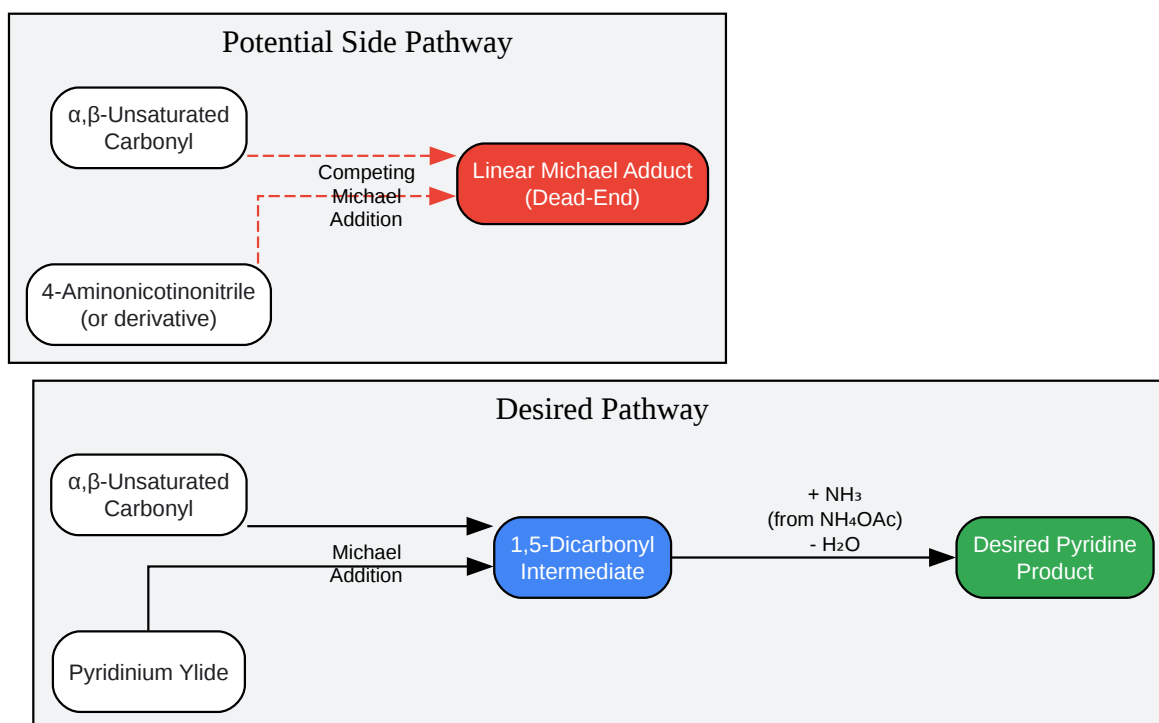 Potential Side Pathway
α,β-Unsaturated
Carbonyl
Competing
Michael
Addition
Linear Michael Adduct
(Dead-End)
4-Aminonicotinonitrile
(or derivative)
Desired Pathway
α,β-Unsaturated
Carbonyl
Michael
Addition
1,5-Dicarbonyl
Intermediate
+ NH₃
(from NH₄OAc)
- H₂O
Desired Pyridine
Product
Pyridinium Ylide